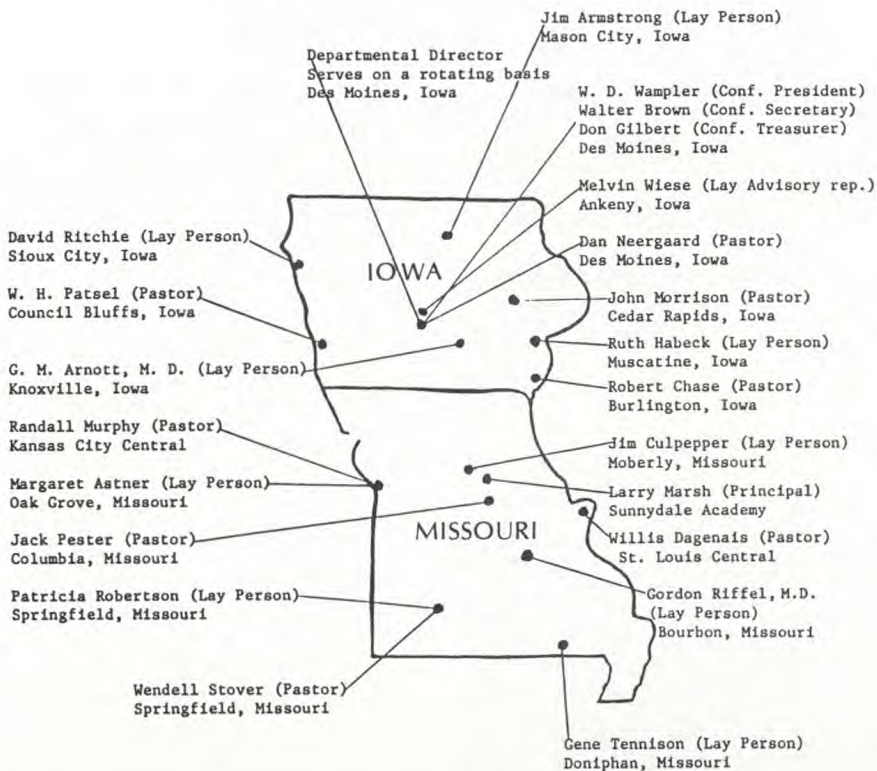 Jim Armstrong (Lay Person)
Mason City, Iowa
Departmental Director
Serves on a rotating basis
Des Moines, Iowa
W. D. Wampler (Conf. President)
Walter Brown (Conf. Secretary)
Don Gilbert (Conf. Treasurer)
Des Moines, Iowa
Melvin Wiese (Lay Advisory rep.)
Ankeny, Iowa
David Ritchie (Lay Person)
Sioux City, Iowa
IOWA
Dan Neergaard (Pastor)
Des Moines, Iowa
W. H. Patsel (Pastor)
Council Bluffs, Iowa
John Morrison (Pastor)
Cedar Rapids, Iowa
G. M. Arnott, M. D. (Lay Person)
Knoxville, Iowa
Ruth Habeck (Lay Person)
Muscatine, Iowa
Robert Chase (Pastor)
Burlington, Iowa
Randall Murphy (Pastor)
Kansas City Central
Jim Culpepper (Lay Person)
Moberly, Missouri
Margaret Astner (Lay Person)
Oak Grove, Missouri
Larry Marsh (Principal)
Sunnydale Academy
Jack Pester (Pastor)
Columbia, Missouri
MISSOURI
Willis Dagenais (Pastor)
St. Louis Central
Patricia Robertson (Lay Person)
Springfield, Missouri
Gordon Riffel, M.D.
(Lay Person)
Bourbon, Missouri
Wendell Stover (Pastor)
Springfield, Missouri
Gene Tennison (Lay Person)
Doniphan, Missouri